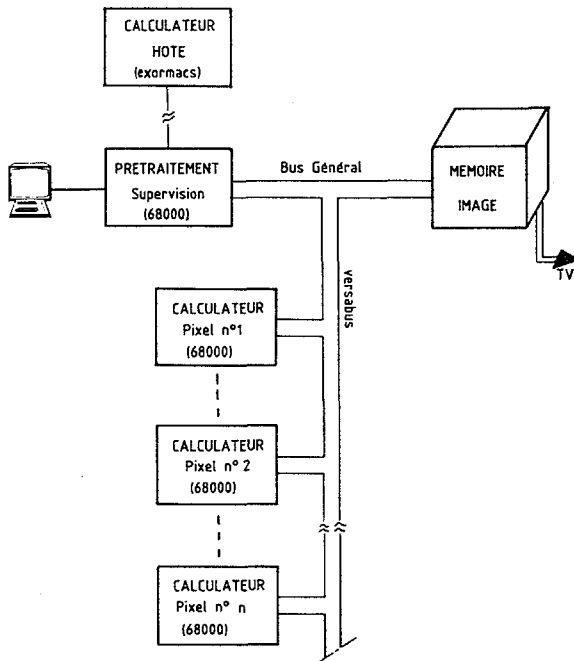 CALCULATEUR
HOTE
(exormacs)
PRETRAITEMENT
Supervision
(68000)
Bus Général
MEMOIRE
IMAGE
TV
versabus
CALCULATEUR
Pixel n°1
(68000)
CALCULATEUR
Pixel n° 2
(68000)
CALCULATEUR
Pixel n° n
(68000)